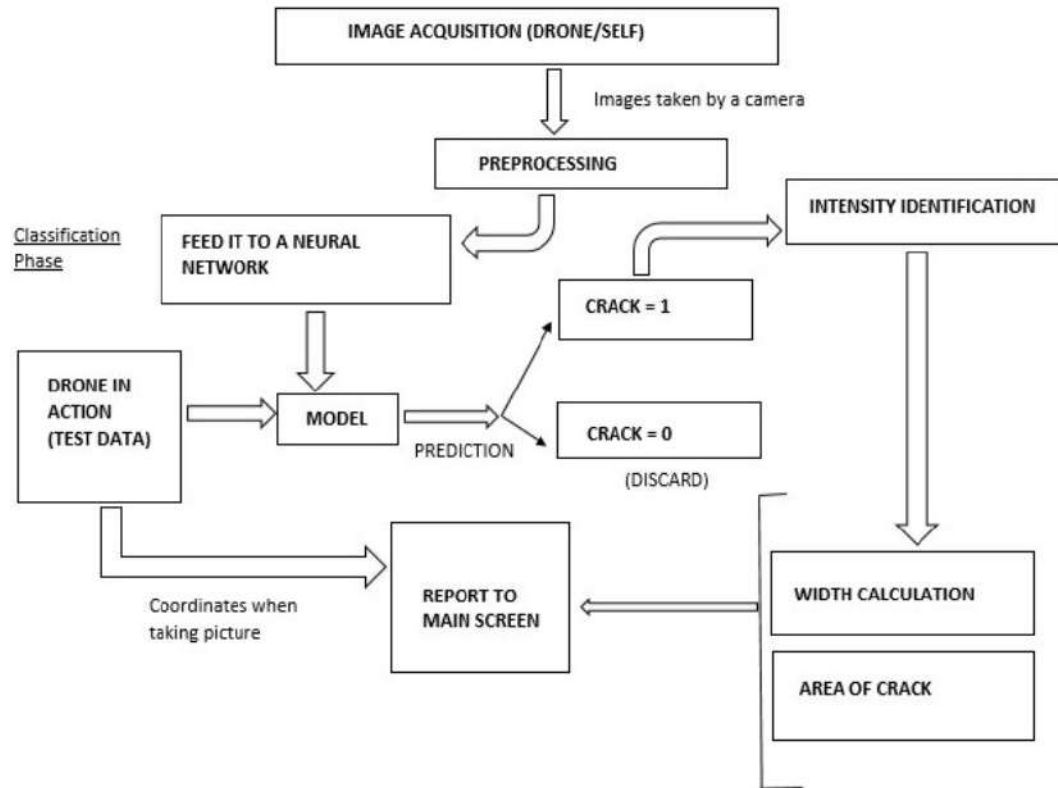 IMAGE ACQUISITION (DRONE/SELF)
Images taken by a camera
PREPROCESSING
INTENSITY IDENTIFICATION
Classification
Phase
FEED IT TO A NEURAL
NETWORK
CRACK = 1
DRONE IN
ACTION
(TEST DATA)
MODEL
PREDICTION
CRACK = 0
(DISCARD)
WIDTH CALCULATION
REPORT TO
MAIN SCREEN
Coordinates when
taking picture
AREA OF CRACK